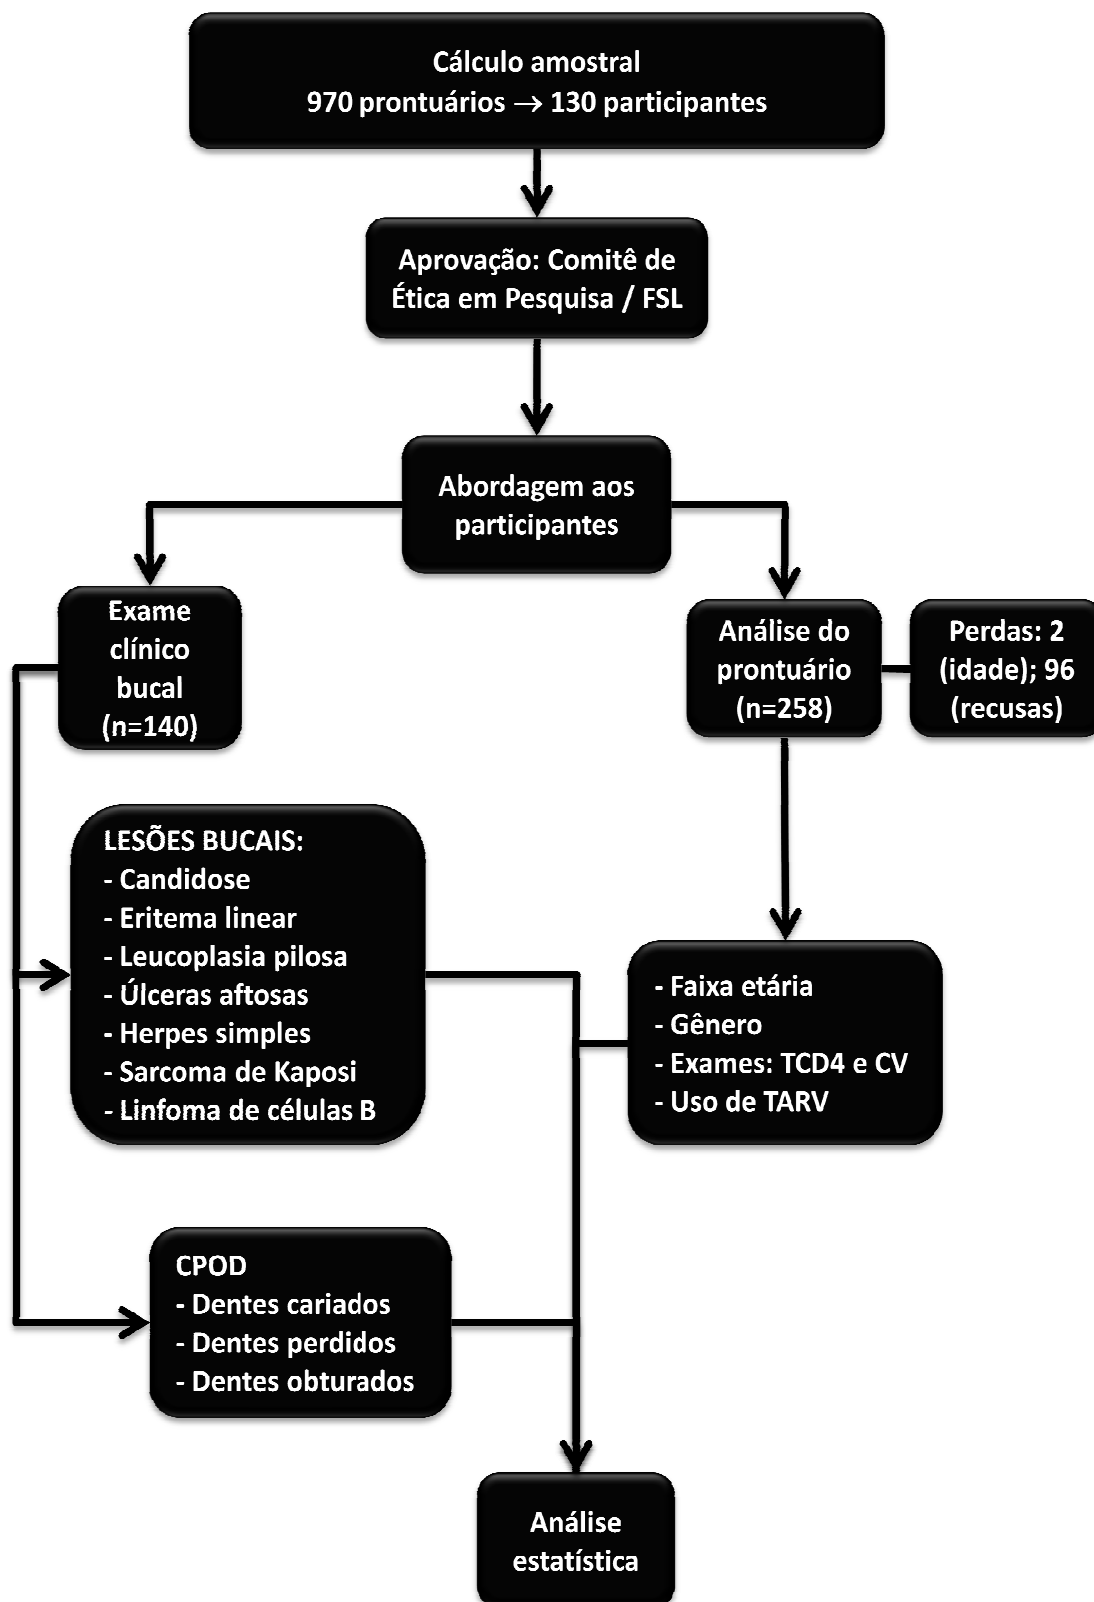 Cálculo amostral
970 prontuários → 130 participantes
Aprovação: Comitê de
Ética em Pesquisa / FSL
Abordagem aos
participantes
Exame
clínico
bucal
(n=140)
Análise do
prontuário
(n=258)
Perdas: 2
(idade); 96
(recusas)
LESÕES BUCAIS:
- Candidose
- Eritema linear
- Leucoplasia pilosa
- Úlceras aftosas
- Herpes simples
- Sarcoma de Kaposi
- Linfoma de células B
- Faixa etária
- Gênero
- Exames: TCD4 e CV
- Uso de TARV
CPOD
- Dentes cariados
- Dentes perdidos
- Dentes obturados
Análise
estatística